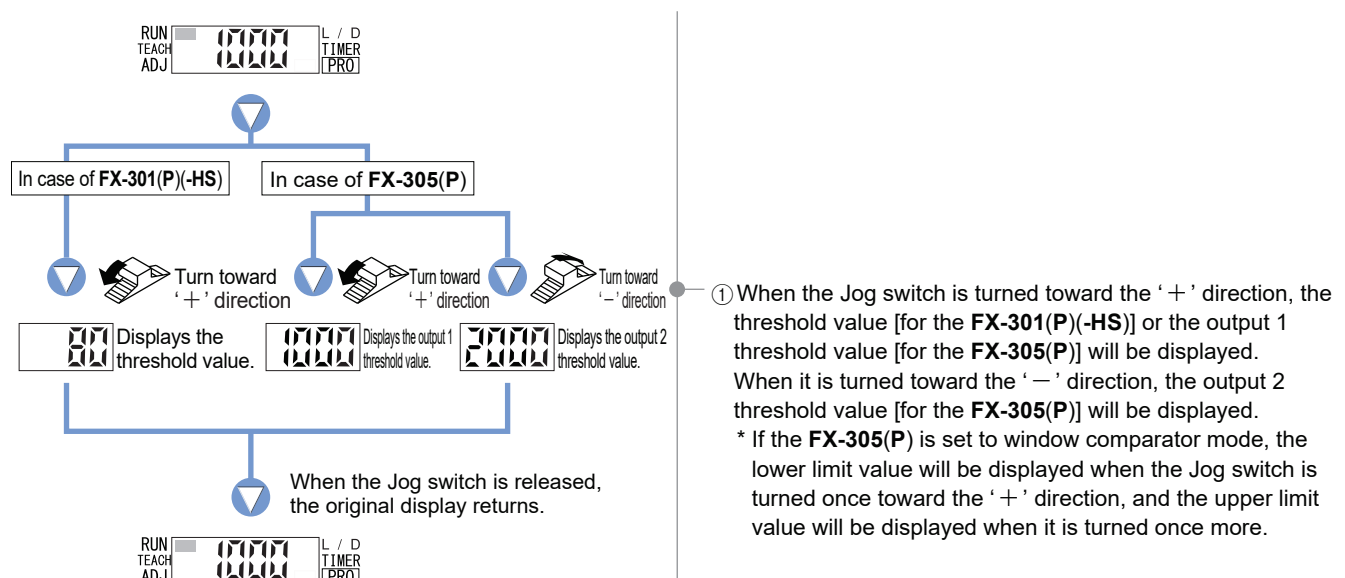 RUN 1000 L / D
TEACH TIMER
ADJ PRO
In case of FX-301(P)(-HS)
In case of FX-305(P)
Turn toward
‘＋’ direction
Turn toward
‘＋’ direction
Turn toward
‘－’ direction
80 Displays the
threshold value.
1000 Displays the output 1
threshold value.
2000 Displays the output 2
threshold value.
When the Jog switch is released,
the original display returns.
RUN 1000 L / D
TEACH TIMER
ADJ PRO
① When the Jog switch is turned toward the ‘＋’ direction, the
threshold value [for the FX-301(P)(-HS)] or the output 1
threshold value [for the FX-305(P)] will be displayed.
When it is turned toward the ‘－’ direction, the output 2
threshold value [for the FX-305(P)] will be displayed.
* If the FX-305(P) is set to window comparator mode, the
lower limit value will be displayed when the Jog switch is
turned once toward the ‘＋’ direction, and the upper limit
value will be displayed when it is turned once more.